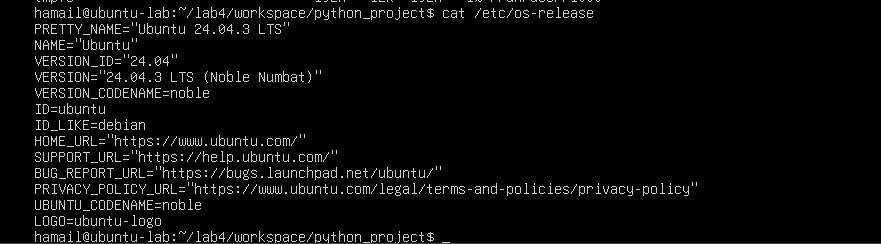 hamail@ubuntu-lab:~/lab4/workspace/python_project$ cat /etc/os-release
PRETTY_NAME="Ubuntu 24.04.3 LTS"
NAME="Ubuntu"
VERSION_ID="24.04"
VERSION="24.04.3 LTS (Noble Numbat)"
VERSION_CODENAME=noble
ID=ubuntu
ID_LIKE=debian
HOME_URL="https://www.ubuntu.com/"
SUPPORT_URL="https://help.ubuntu.com/"
BUG_REPORT_URL="https://bugs.launchpad.net/ubuntu/"
PRIVACY_POLICY_URL="https://www.ubuntu.com/legal/terms-and-policies/privacy-policy"
UBUNTU_CODENAME=noble
LOGO=ubuntu-logo
hamail@ubuntu-lab:~/lab4/workspace/python_project$ _